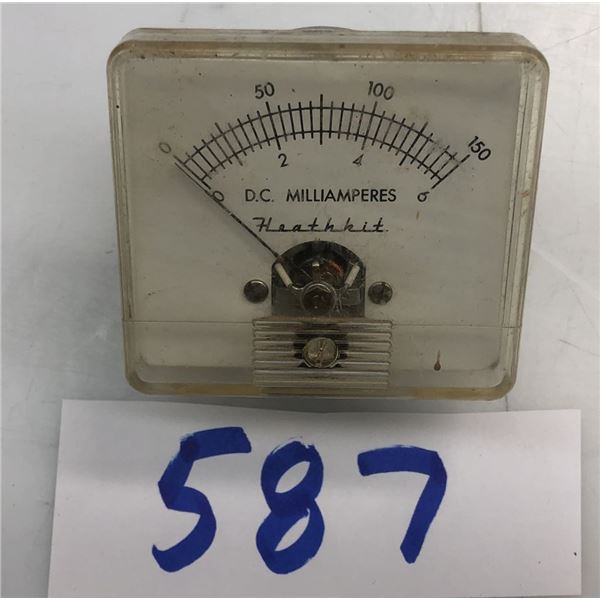 50 100
0 150
2 4
0 6
D.C. MILLIAMPERES
Heathkit
587